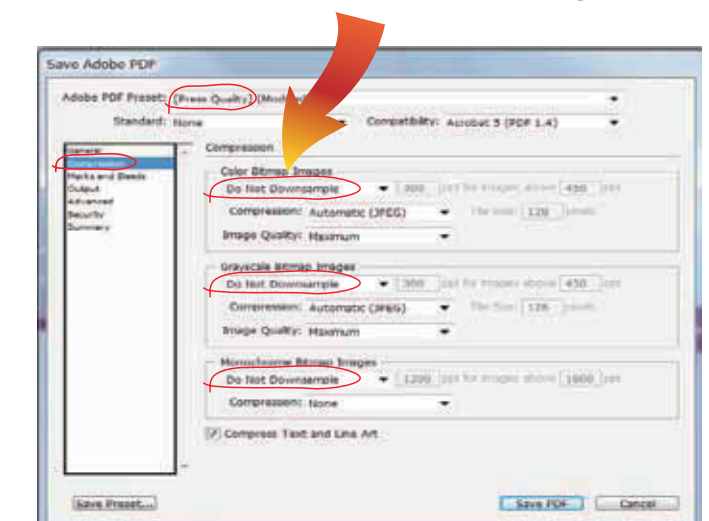 Save Adobe PDF
Adobe PDF Preset: [Press Quality]
Standard: None Compatibility: Acrobat 5 (PDF 1.4)
General
Compression
Marks and Bleeds
Output
Advanced
Security
Summary
Compression
Color Bitmap Images
Do Not Downsample 300 ppi for images above 450 ppi
Compression: Automatic (JPEG) Tile Size: 128 pixels
Image Quality: Maximum
Grayscale Bitmap Images
Do Not Downsample 300 ppi for images above 450 ppi
Compression: Automatic (JPEG) Tile Size: 128 pixels
Image Quality: Maximum
Monochrome Bitmap Images
Do Not Downsample 1200 ppi for images above 1800 ppi
Compression: None
Compress Text and Line Art
Save Preset... Save PDF Cancel